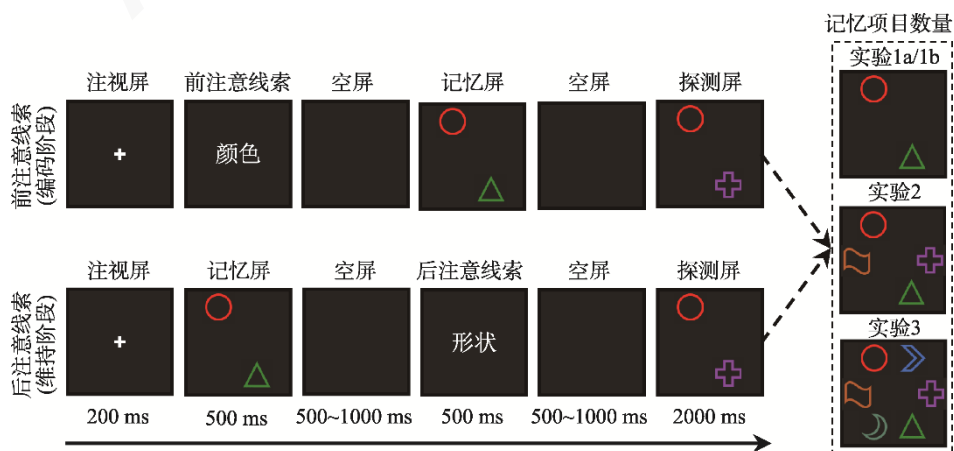 记忆项目数量
实验1a/1b
注视屏 前注意线索 空屏 记忆屏 空屏 探测屏
前注意线索
(编码阶段)
颜色
实验2
注视屏 记忆屏 空屏 后注意线索 空屏 探测屏
后注意线索
(维持阶段)
形状
实验3
200 ms 500 ms 500~1000 ms 500 ms 500~1000 ms 2000 ms